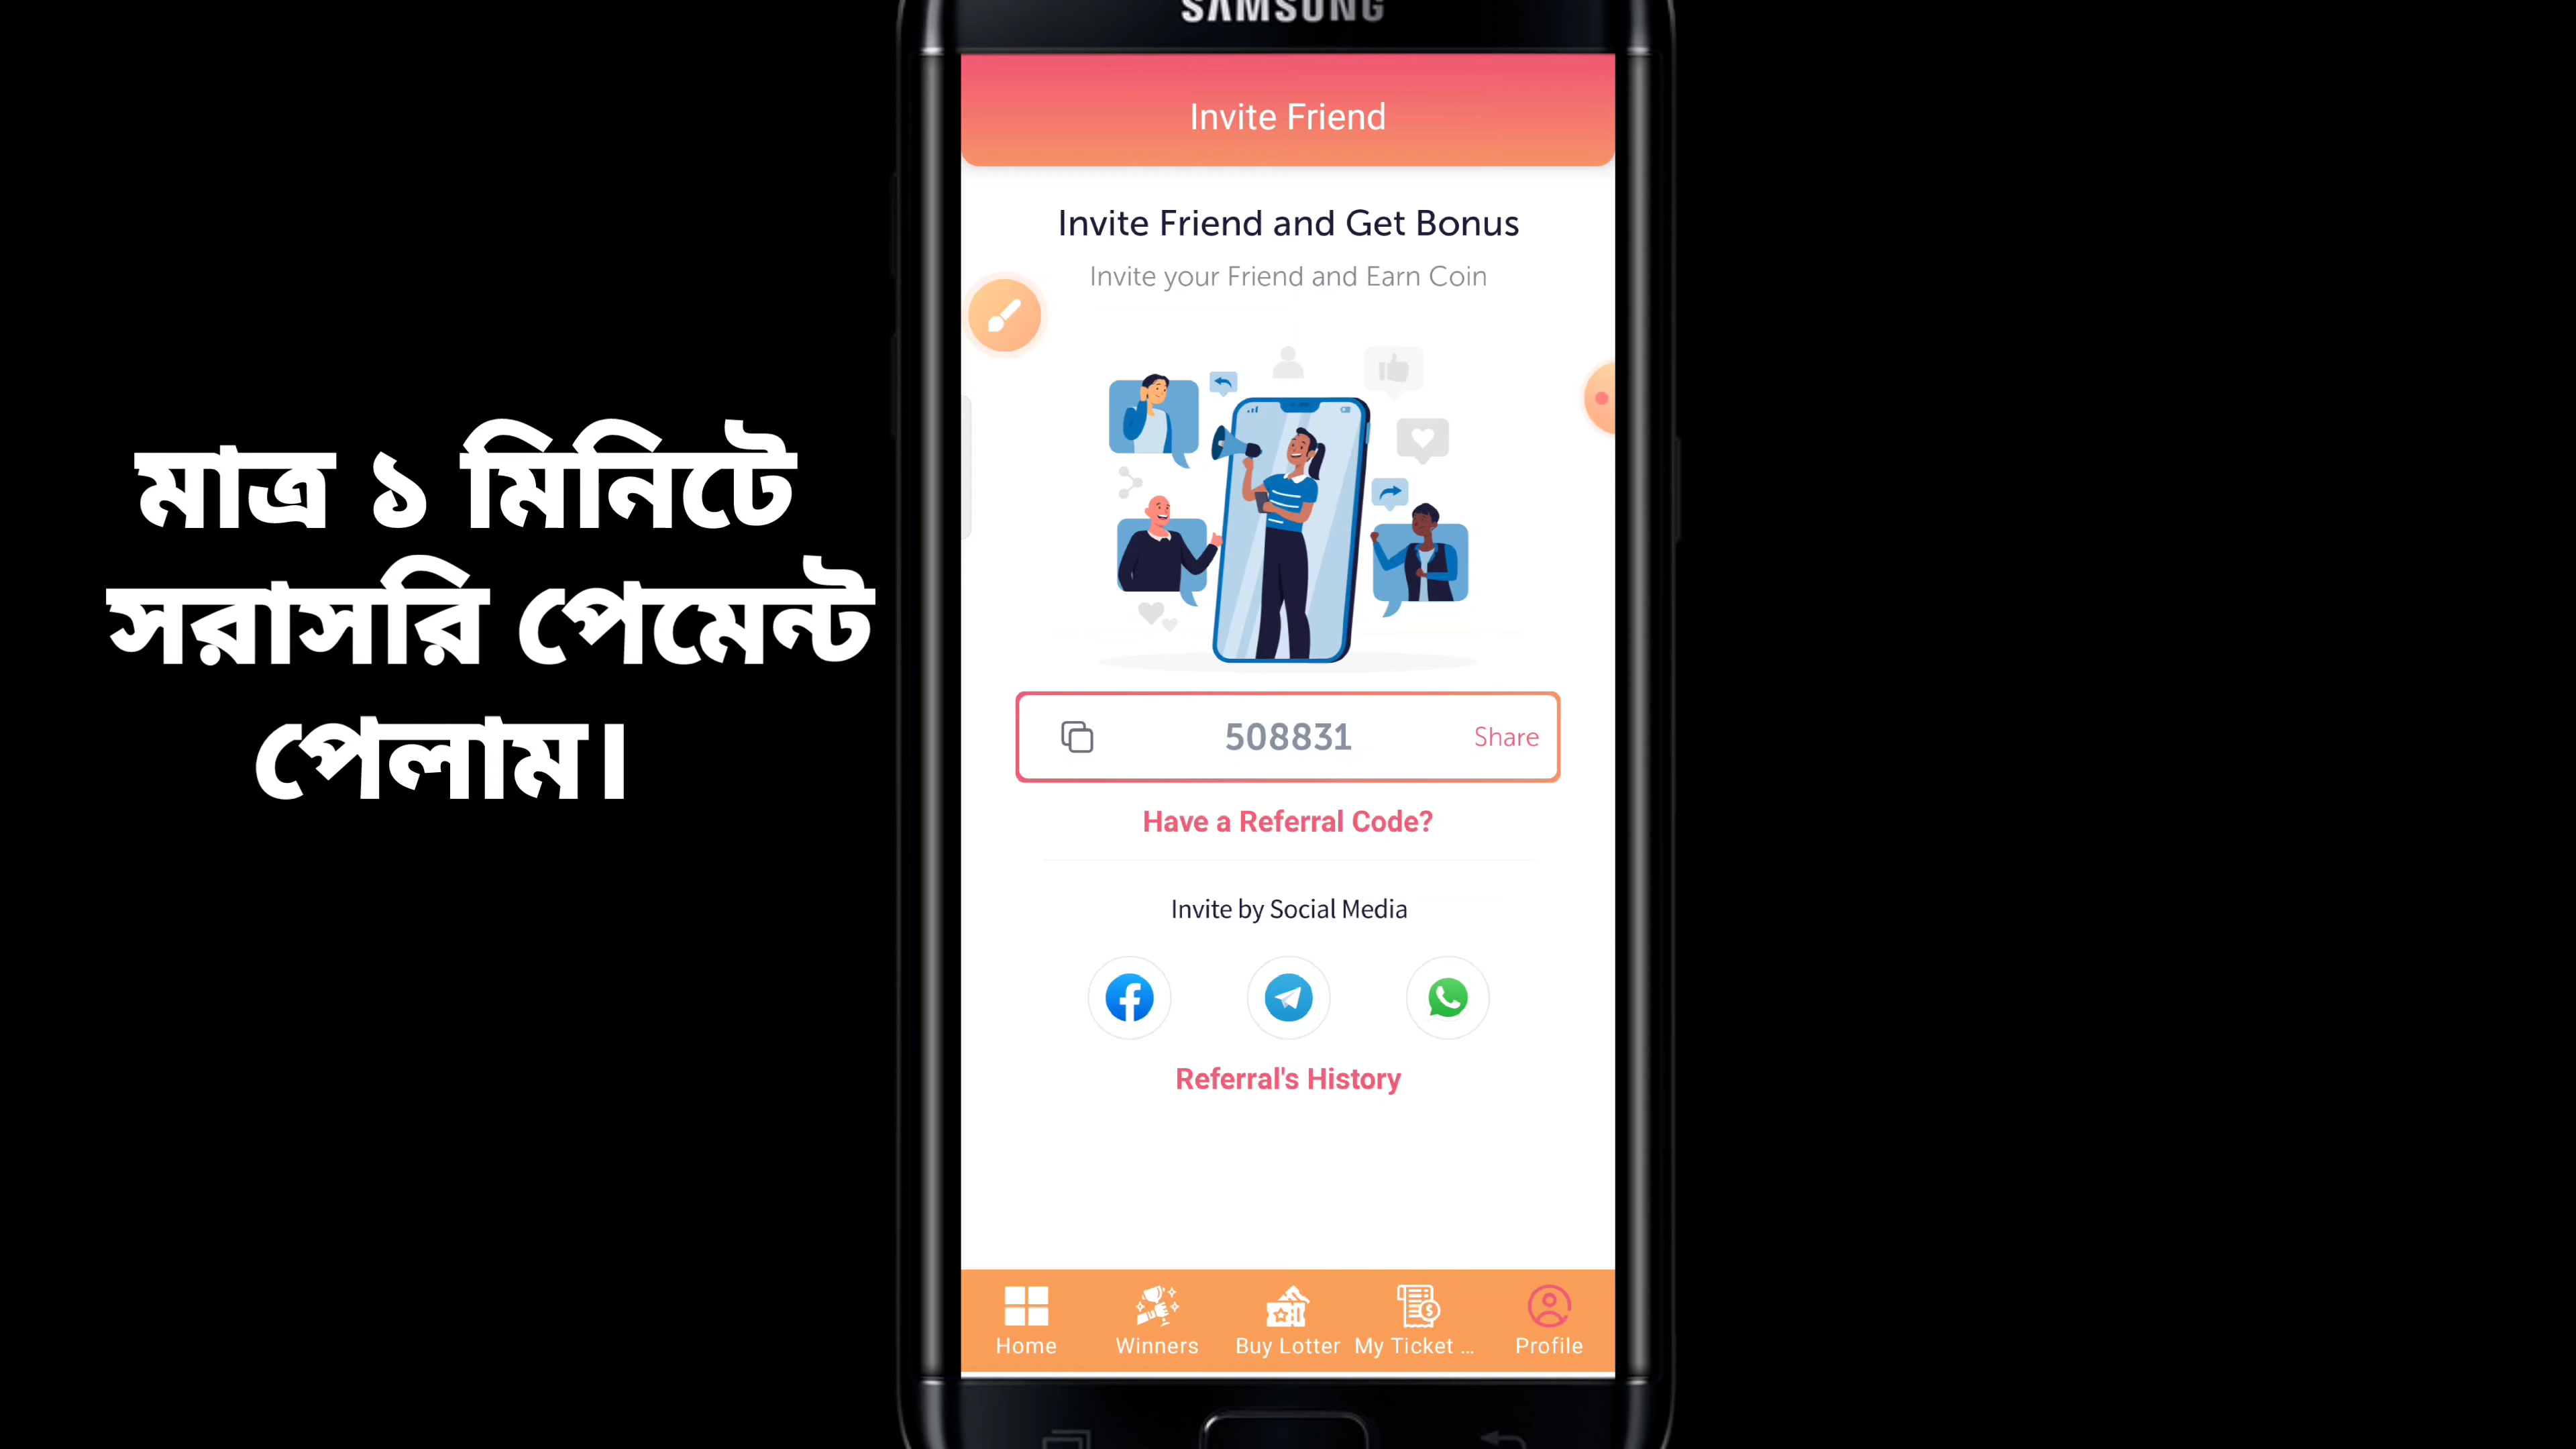 SAMSUNG
Invite Friend
Invite Friend and Get Bonus
Invite your Friend and Earn Coin
মাত্র ১ মিনিটে
সরাসরি পেমেন্ট
পেলাম।
508831 Share
Have a Referral Code?
Invite by Social Media
Referral's History
Home Winners Buy Lotter My Ticket ... Profile